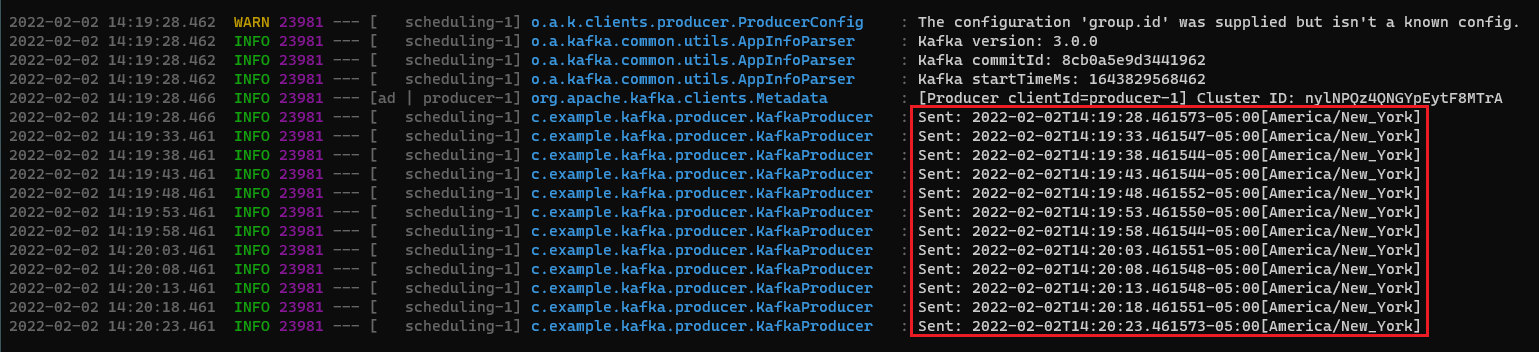 2022-02-02 14:19:28.462  WARN 23981 --- [   scheduling-1] o.a.k.clients.producer.ProducerConfig    : The configuration 'group.id' was supplied but isn't a known config.
2022-02-02 14:19:28.462  INFO 23981 --- [   scheduling-1] o.a.kafka.common.utils.AppInfoParser     : Kafka version: 3.0.0
2022-02-02 14:19:28.462  INFO 23981 --- [   scheduling-1] o.a.kafka.common.utils.AppInfoParser     : Kafka commitId: 8cb0a5e9d3441962
2022-02-02 14:19:28.462  INFO 23981 --- [   scheduling-1] o.a.kafka.common.utils.AppInfoParser     : Kafka startTimeMs: 1643829568462
2022-02-02 14:19:28.466  INFO 23981 --- [ad | producer-1] org.apache.kafka.clients.Metadata        : [Producer clientId=producer-1] Cluster ID: nylNPQz4QNGYpEytF8MTrA
2022-02-02 14:19:28.466  INFO 23981 --- [   scheduling-1] c.example.kafka.producer.KafkaProducer   : Sent: 2022-02-02T14:19:28.461573-05:00[America/New_York]
2022-02-02 14:19:33.461  INFO 23981 --- [   scheduling-1] c.example.kafka.producer.KafkaProducer   : Sent: 2022-02-02T14:19:33.461547-05:00[America/New_York]
2022-02-02 14:19:38.461  INFO 23981 --- [   scheduling-1] c.example.kafka.producer.KafkaProducer   : Sent: 2022-02-02T14:19:38.461544-05:00[America/New_York]
2022-02-02 14:19:43.461  INFO 23981 --- [   scheduling-1] c.example.kafka.producer.KafkaProducer   : Sent: 2022-02-02T14:19:43.461544-05:00[America/New_York]
2022-02-02 14:19:48.461  INFO 23981 --- [   scheduling-1] c.example.kafka.producer.KafkaProducer   : Sent: 2022-02-02T14:19:48.461552-05:00[America/New_York]
2022-02-02 14:19:53.461  INFO 23981 --- [   scheduling-1] c.example.kafka.producer.KafkaProducer   : Sent: 2022-02-02T14:19:53.461550-05:00[America/New_York]
2022-02-02 14:19:58.461  INFO 23981 --- [   scheduling-1] c.example.kafka.producer.KafkaProducer   : Sent: 2022-02-02T14:19:58.461544-05:00[America/New_York]
2022-02-02 14:20:03.461  INFO 23981 --- [   scheduling-1] c.example.kafka.producer.KafkaProducer   : Sent: 2022-02-02T14:20:03.461551-05:00[America/New_York]
2022-02-02 14:20:08.461  INFO 23981 --- [   scheduling-1] c.example.kafka.producer.KafkaProducer   : Sent: 2022-02-02T14:20:08.461548-05:00[America/New_York]
2022-02-02 14:20:13.461  INFO 23981 --- [   scheduling-1] c.example.kafka.producer.KafkaProducer   : Sent: 2022-02-02T14:20:13.461548-05:00[America/New_York]
2022-02-02 14:20:18.461  INFO 23981 --- [   scheduling-1] c.example.kafka.producer.KafkaProducer   : Sent: 2022-02-02T14:20:18.461551-05:00[America/New_York]
2022-02-02 14:20:23.461  INFO 23981 --- [   scheduling-1] c.example.kafka.producer.KafkaProducer   : Sent: 2022-02-02T14:20:23.461573-05:00[America/New_York]